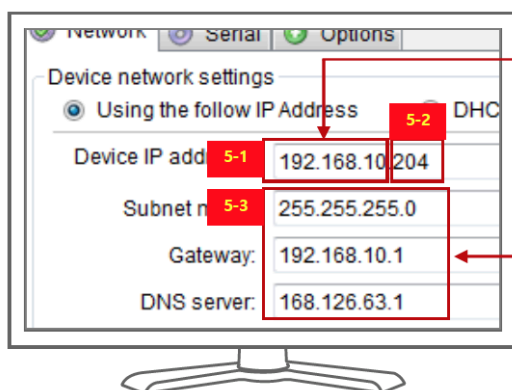 Network Serial Options
Device network settings
Using the follow IP Address DHC
5-2
Device IP addr 5-1 192.168.10.204
Subnet m 5-3 255.255.255.0
Gateway: 192.168.10.1
DNS server: 168.126.63.1